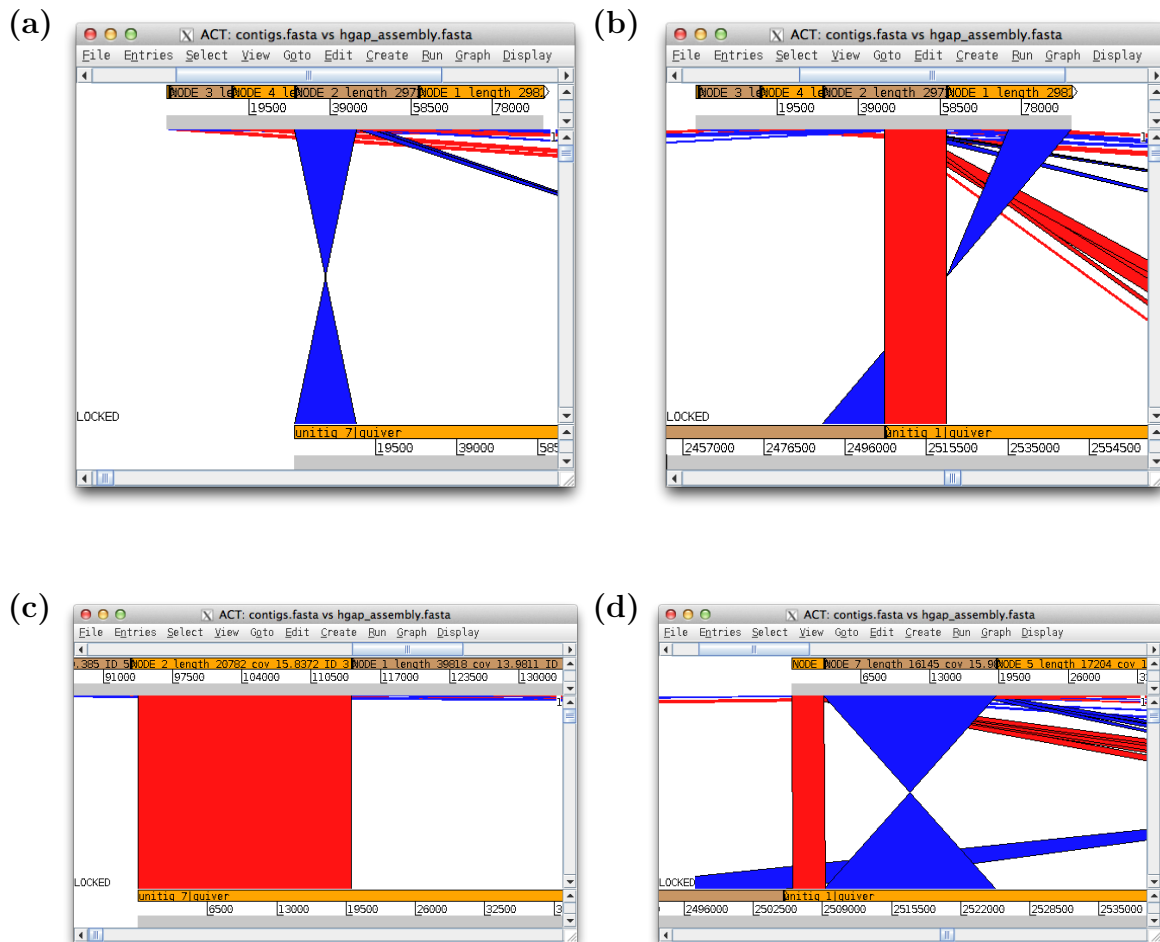 (a)
ACT: contigs.fasta vs hgap_assembly.fasta
File Entries Select View Goto Edit Create Run Graph Display
NODE 3 le NODE 4 le NODE 2 length 297 NODE 1 length 298
19500 39000 58500 78000
1
LOCKED
unitig 7|quiver
19500 39000 585
(b)
ACT: contigs.fasta vs hgap_assembly.fasta
File Entries Select View Goto Edit Create Run Graph Display
NODE 3 le NODE 4 le NODE 2 length 297 NODE 1 length 298
19500 39000 58500 78000
1
LOCKED
unitig 1|quiver
2457000 2476500 2496000 2515500 2535000 2554500
(c)
ACT: contigs.fasta vs hgap_assembly.fasta
File Entries Select View Goto Edit Create Run Graph Display
.385 ID 5 NODE 2 length 20782 cov 15.8372 ID 3 NODE 1 length 39818 cov 13.9811 ID
91000 97500 104000 110500 117000 123500 130000
1
LOCKED
unitig 7|quiver
6500 13000 19500 26000 32500
(d)
ACT: contigs.fasta vs hgap_assembly.fasta
File Entries Select View Goto Edit Create Run Graph Display
NODE NODE 7 length 16145 cov 15.9 NODE 5 length 17204 cov 1
6500 13000 19500 26000
1
LOCKED
unitig 1|quiver
2496000 2502500 2509000 2515500 2522000 2528500 2535000